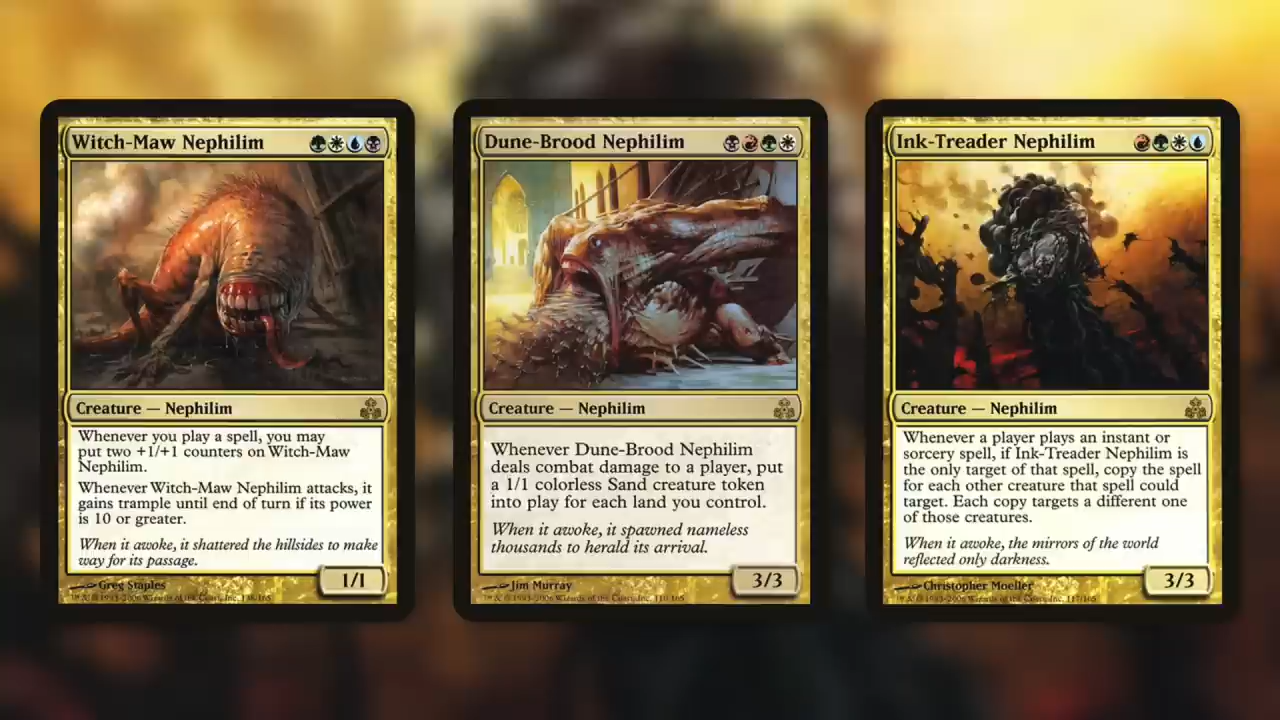 Witch-Maw Nephilim
Creature — Nephilim
Whenever you play a spell, you may
put two +1/+1 counters on Witch-Maw
Nephilim.
Whenever Witch-Maw Nephilim attacks, it
gains trample until end of turn if its power
is 10 or greater.
When it awoke, it shattered the hillsides to make
way for its passage.
Greg Staples
1/1
Dune-Brood Nephilim
Creature — Nephilim
Whenever Dune-Brood Nephilim
deals combat damage to a player, put
a 1/1 colorless Sand creature token
into play for each land you control.
When it awoke, it spawned nameless
thousands to herald its arrival.
Jim Murray
3/3
Ink-Treader Nephilim
Creature — Nephilim
Whenever a player plays an instant or
sorcery spell, if Ink-Treader Nephilim is
the only target of that spell, copy the spell
for each other creature that spell could
target. Each copy targets a different one
of those creatures.
When it awoke, the mirrors of the world
reflected only darkness.
Christopher Moeller
3/3